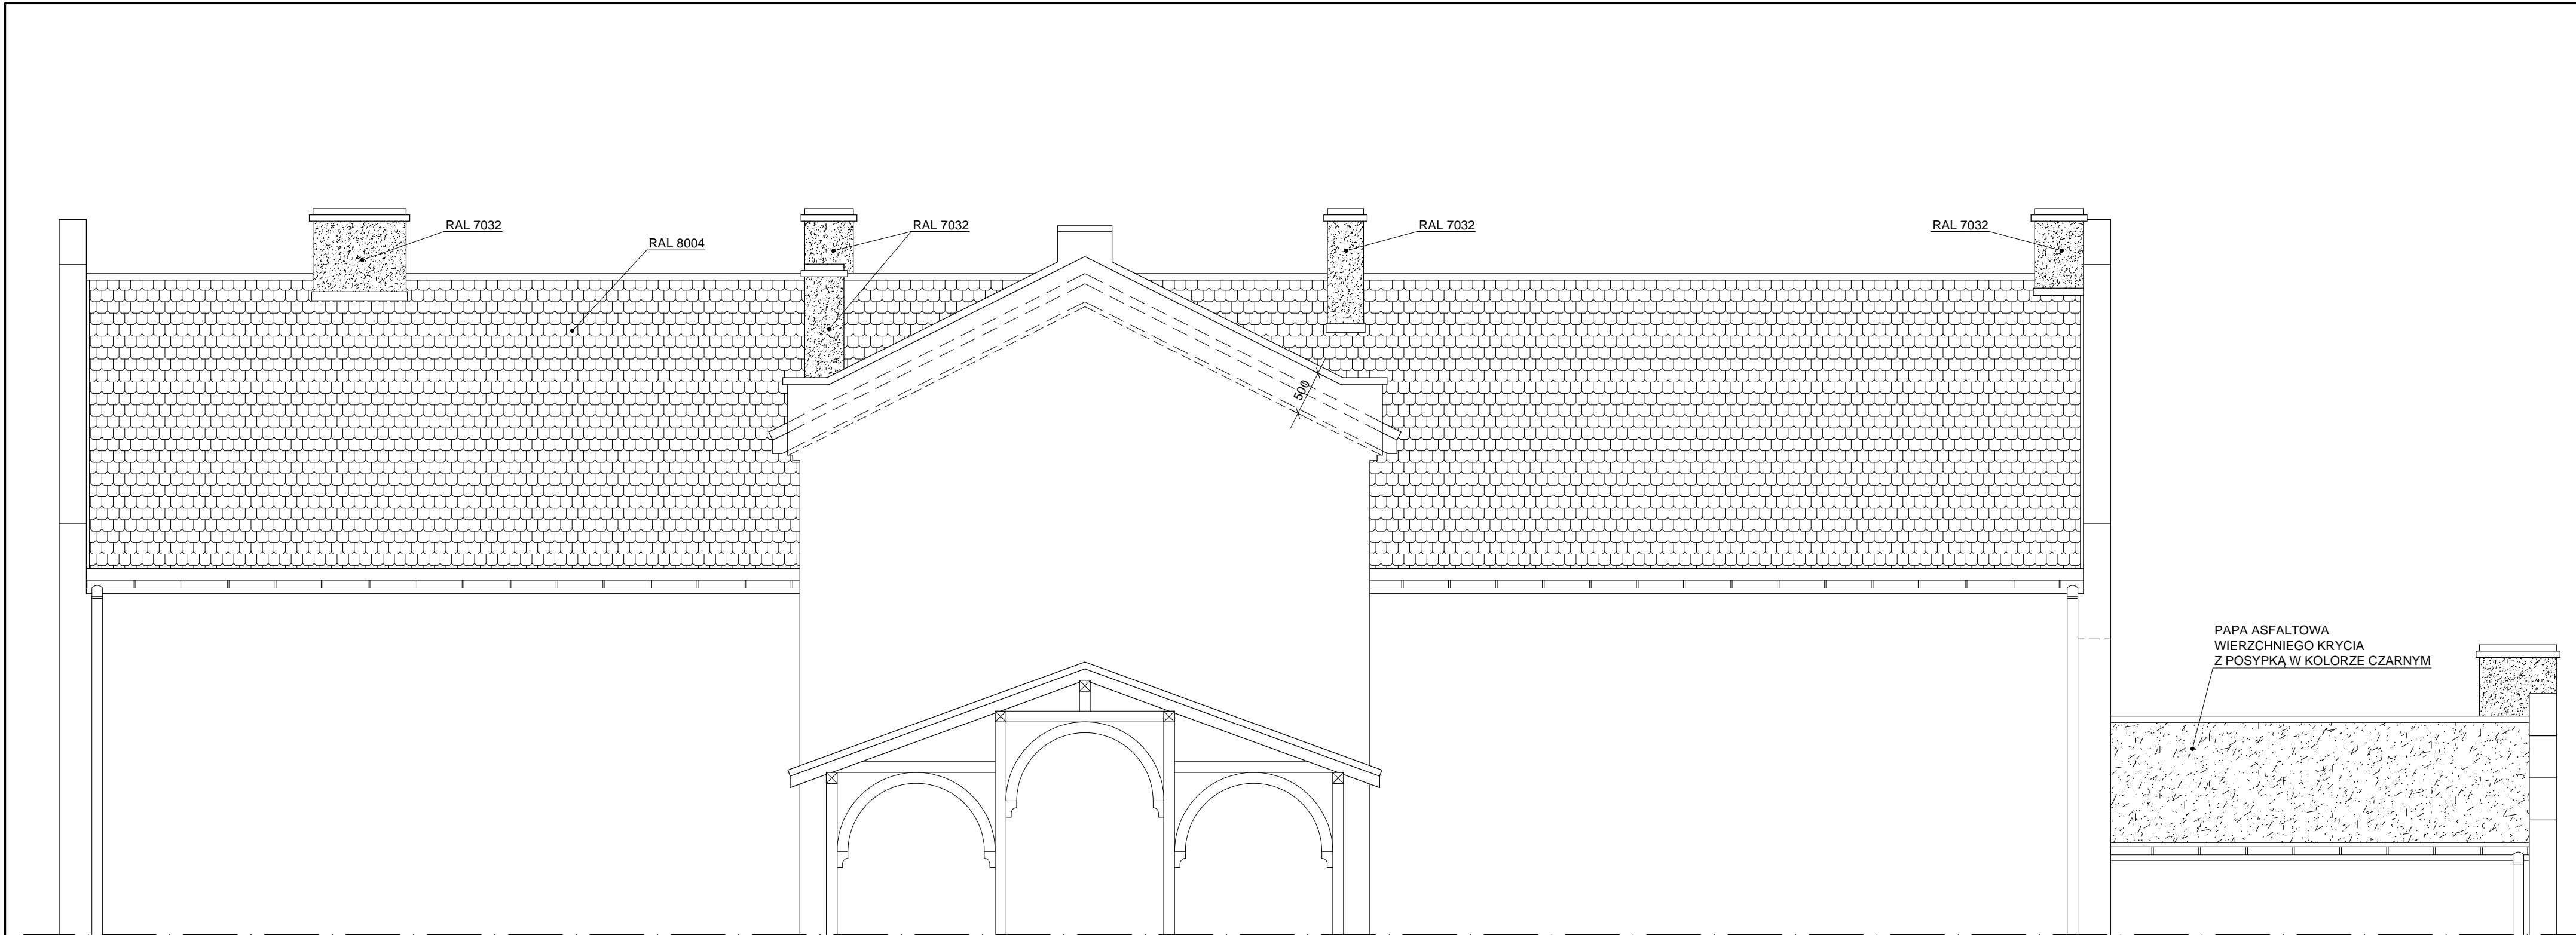 RAL 7032
RAL 8004
RAL 7032
RAL 7032
RAL 7032
500
PAPA ASFALTOWA
WIERZCHNIEGO KRYCIA
Z POSYPKĄ W KOLORZE CZARNYM